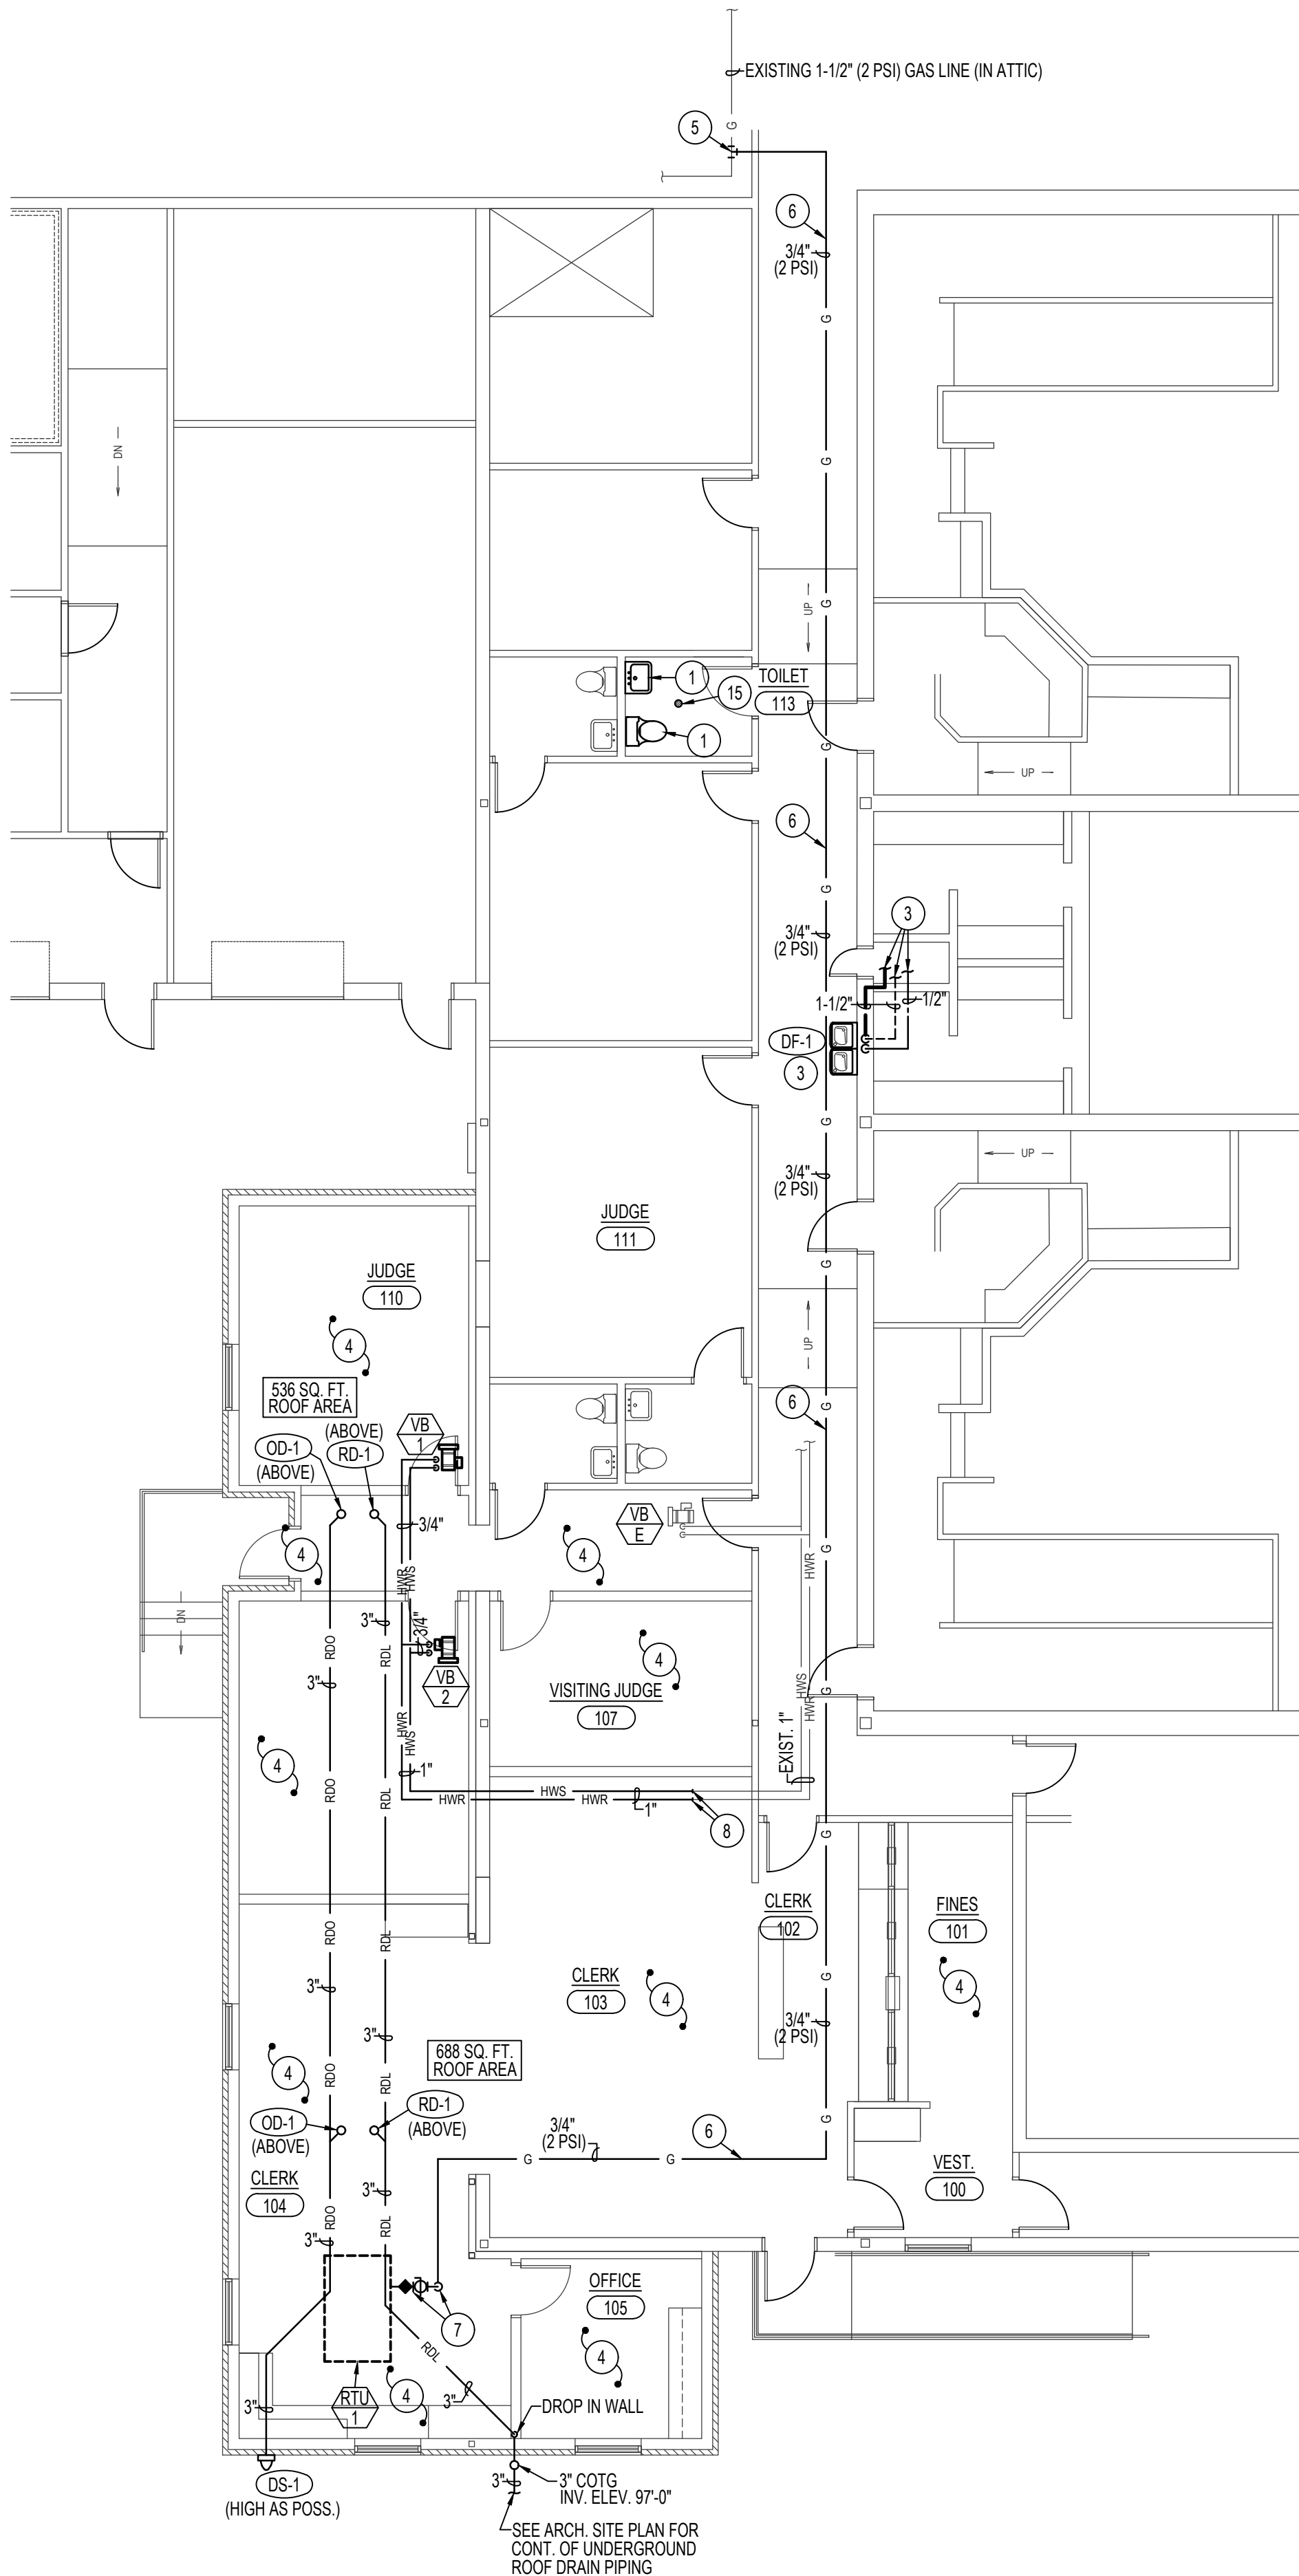 EXISTING 1-1/2" (2 PSI) GAS LINE (IN ATTIC)
G
5
6
3/4"
(2 PSI)
G
G
DN
UP
G
TOILET
113
1
15
1
G
UP
6
G
3/4"
(2 PSI)
3
1-1/2"
1/2"
DF-1
3
G
3/4"
(2 PSI)
UP
JUDGE
111
G
JUDGE
110
4
UP
536 SQ. FT.
ROOF AREA
6
G
(ABOVE)
OD-1
(ABOVE)
RD-1
VB
1
3/4"
VB
E
4
4
G
HWR
HWR
HWS
DN
3"
3/4"
RDO
RDL
3"
4
VB
2
VISITING JUDGE
107
HWS
G
HWR
HWR
HWS
EXIST. 1"
4
1"
RDO
RDL
HWS
HWR
HWR
1"
8
G
CLERK
102
FINES
101
RDO
RDL
CLERK
103
4
4
G
3"
3/4"
(2 PSI)
3"
688 SQ. FT.
ROOF AREA
4
RDO
RDL
OD-1
(ABOVE)
RD-1
(ABOVE)
3/4"
(2 PSI)
6
G
G
G
VEST.
100
CLERK
104
3"
RDO
RDL
3"
OFFICE
105
7
4
RDL
RTU
1
4
3"
3"
DROP IN WALL
DS-1
(HIGH AS POSS.)
3"
3" COTG
INV. ELEV. 97'-0"
SEE ARCH. SITE PLAN FOR
CONT. OF UNDERGROUND
ROOF DRAIN PIPING